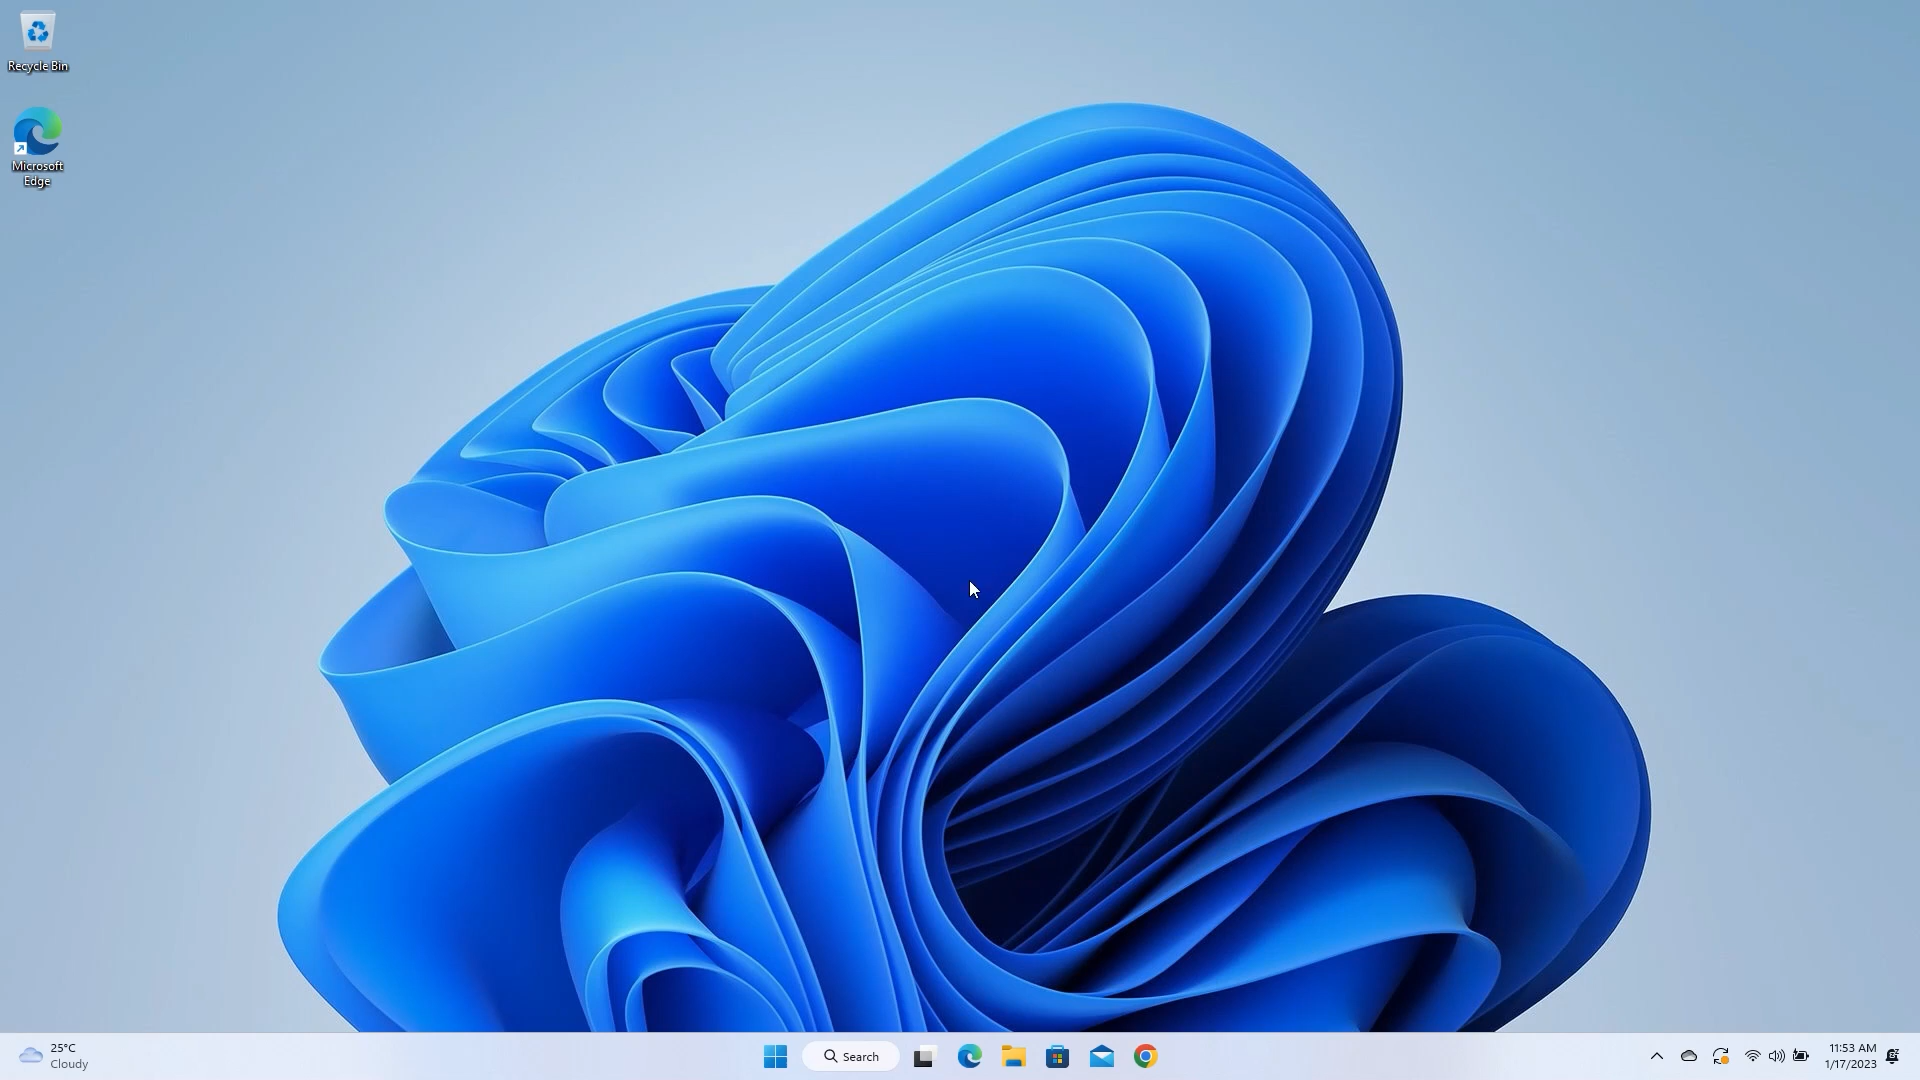 Recycle Bin
Microsoft
Edge
25°C
Cloudy
Search
11:53 AM
1/17/2023